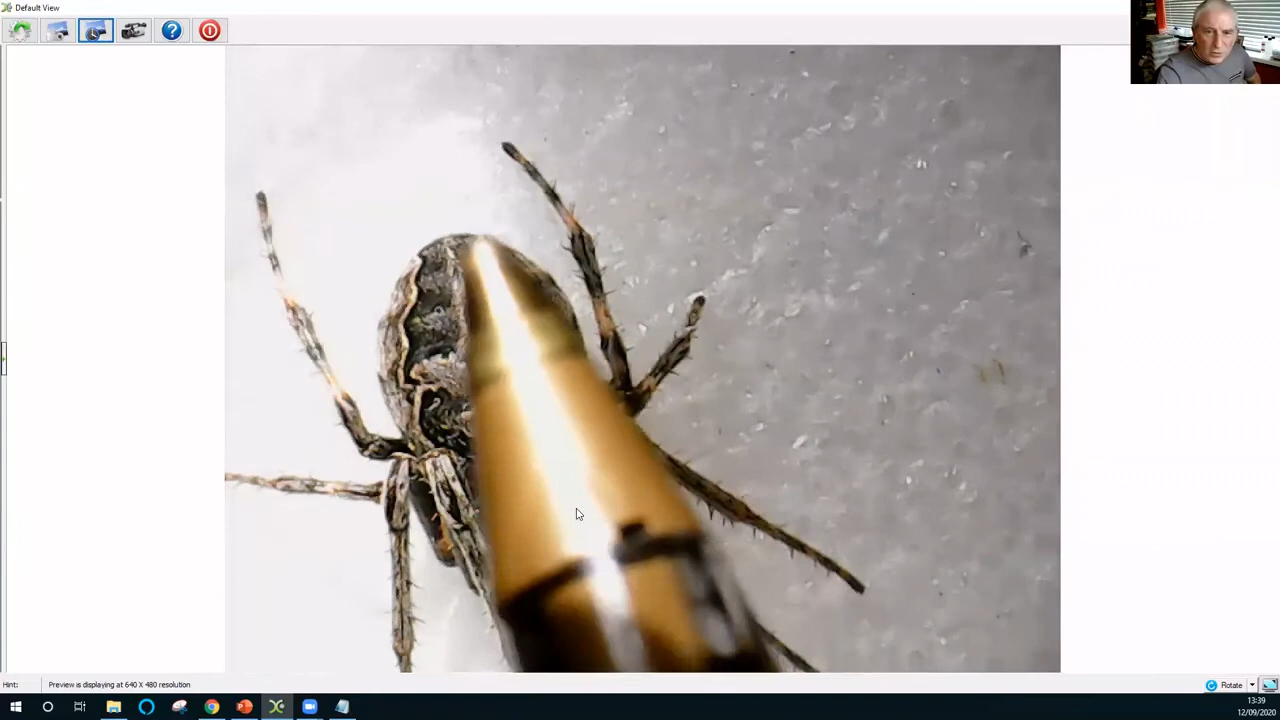 Default View
Hint:
Preview is displaying at 640 X 480 resolution
Rotate
13:39
12/09/2020